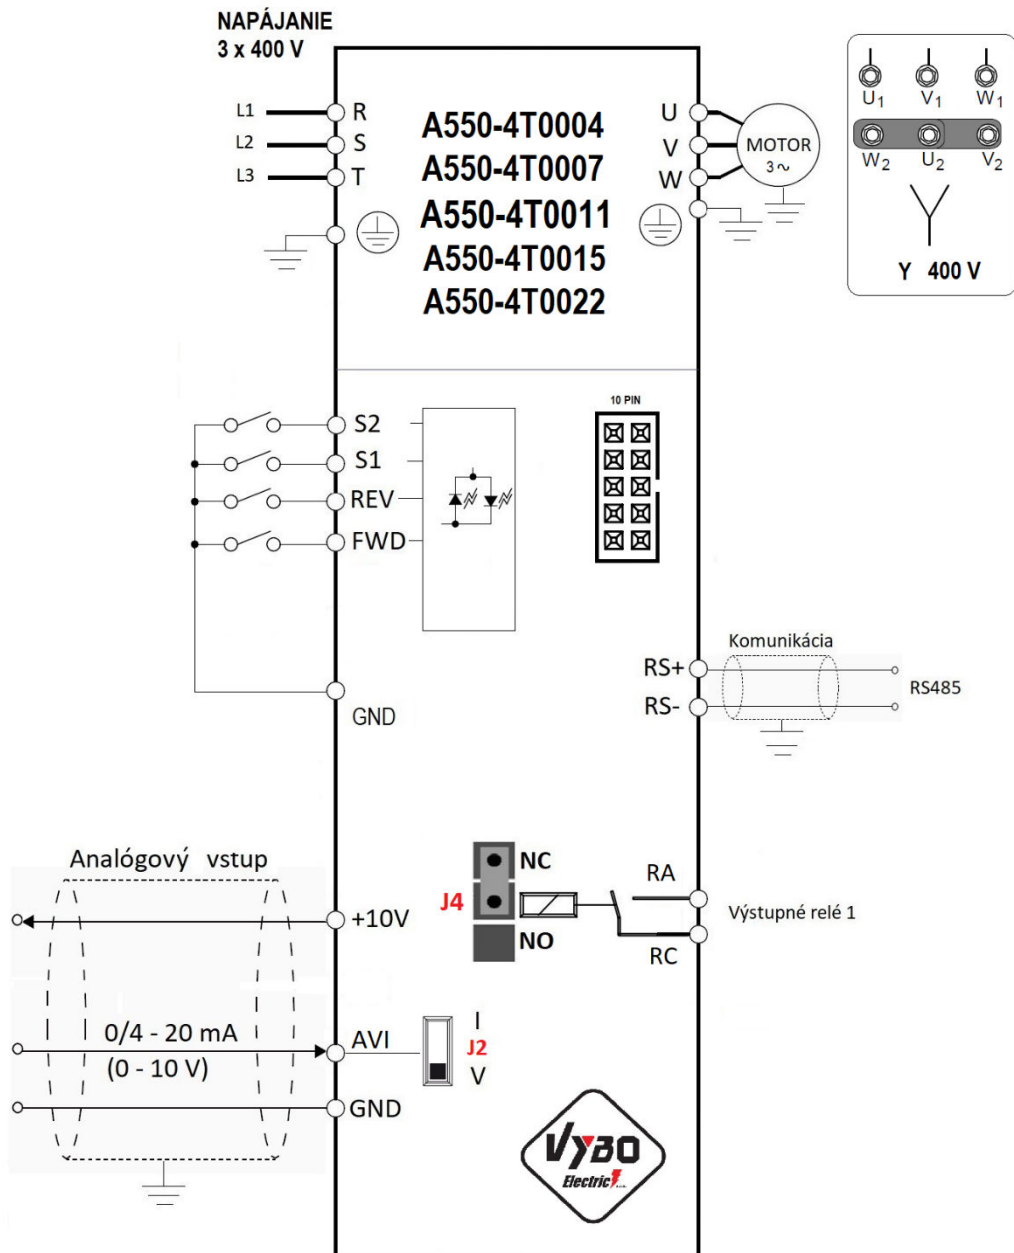 NAPÁJANIE
3 x 400 V
L1
R
L2
S
L3
T
A550-4T0004
A550-4T0007
A550-4T0011
A550-4T0015
A550-4T0022
U
V
W
MOTOR
3 ~
U1 V1 W1
W2 U2 V2
Y 400 V
S2
S1
REV
FWD
GND
10 PIN
Komunikácia
RS+
RS-
RS485
Analógový vstup
+10V
0/4 - 20 mA
(0 - 10 V)
AVI
GND
NC
J4
NO
RA
RC
Výstupné relé 1
I
J2
V
VYBO
Electric